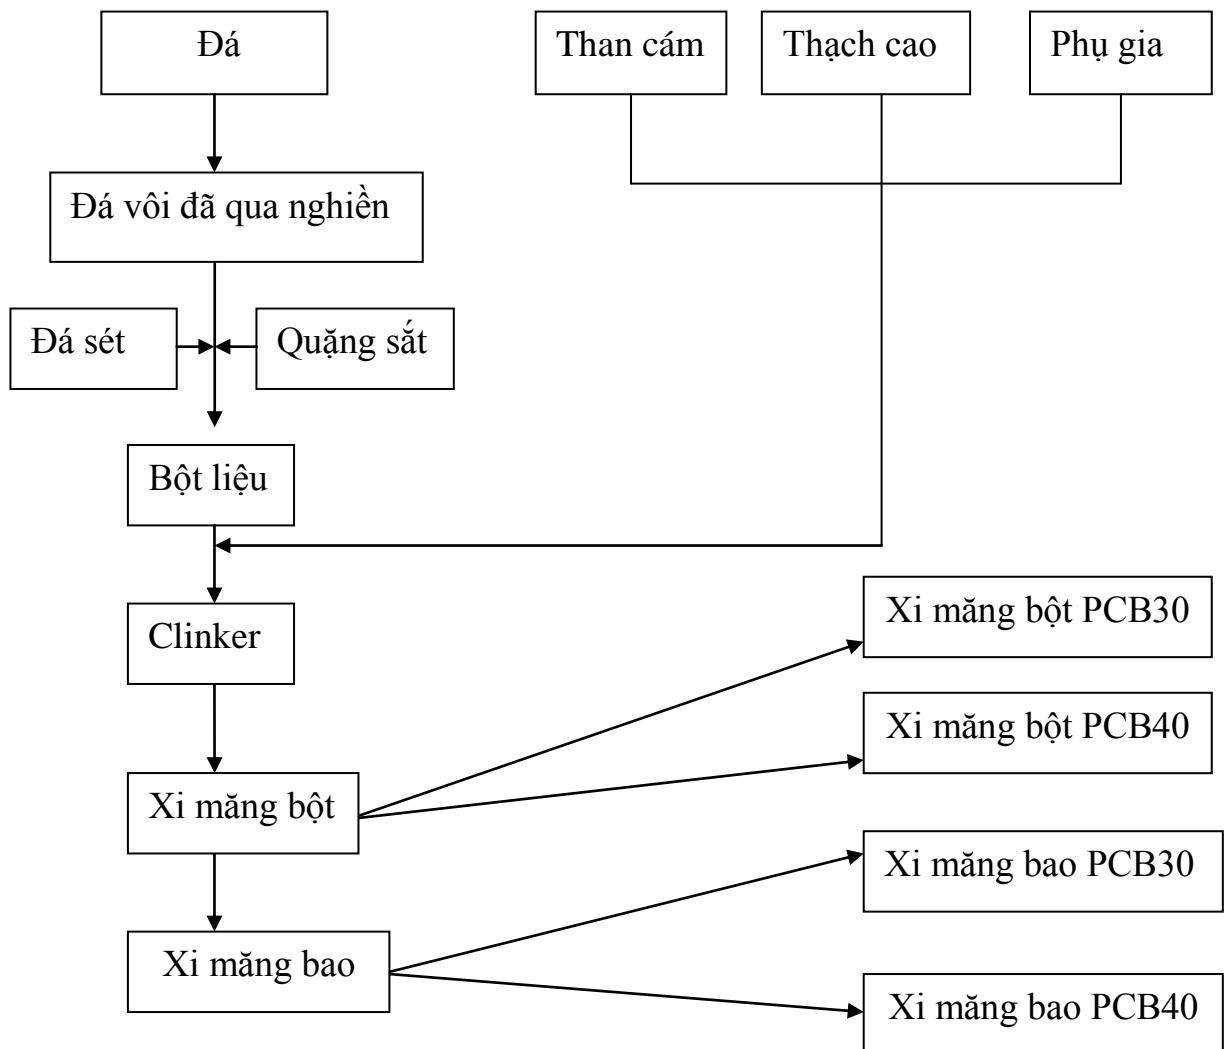 Đá
Than cám
Thạch cao
Phụ gia
Đá vôi đã qua nghiền
Đá sét
Quặng sắt
Bột liệu
Clinker
Xi măng bột PCB30
Xi măng bột PCB40
Xi măng bột
Xi măng bao PCB30
Xi măng bao
Xi măng bao PCB40